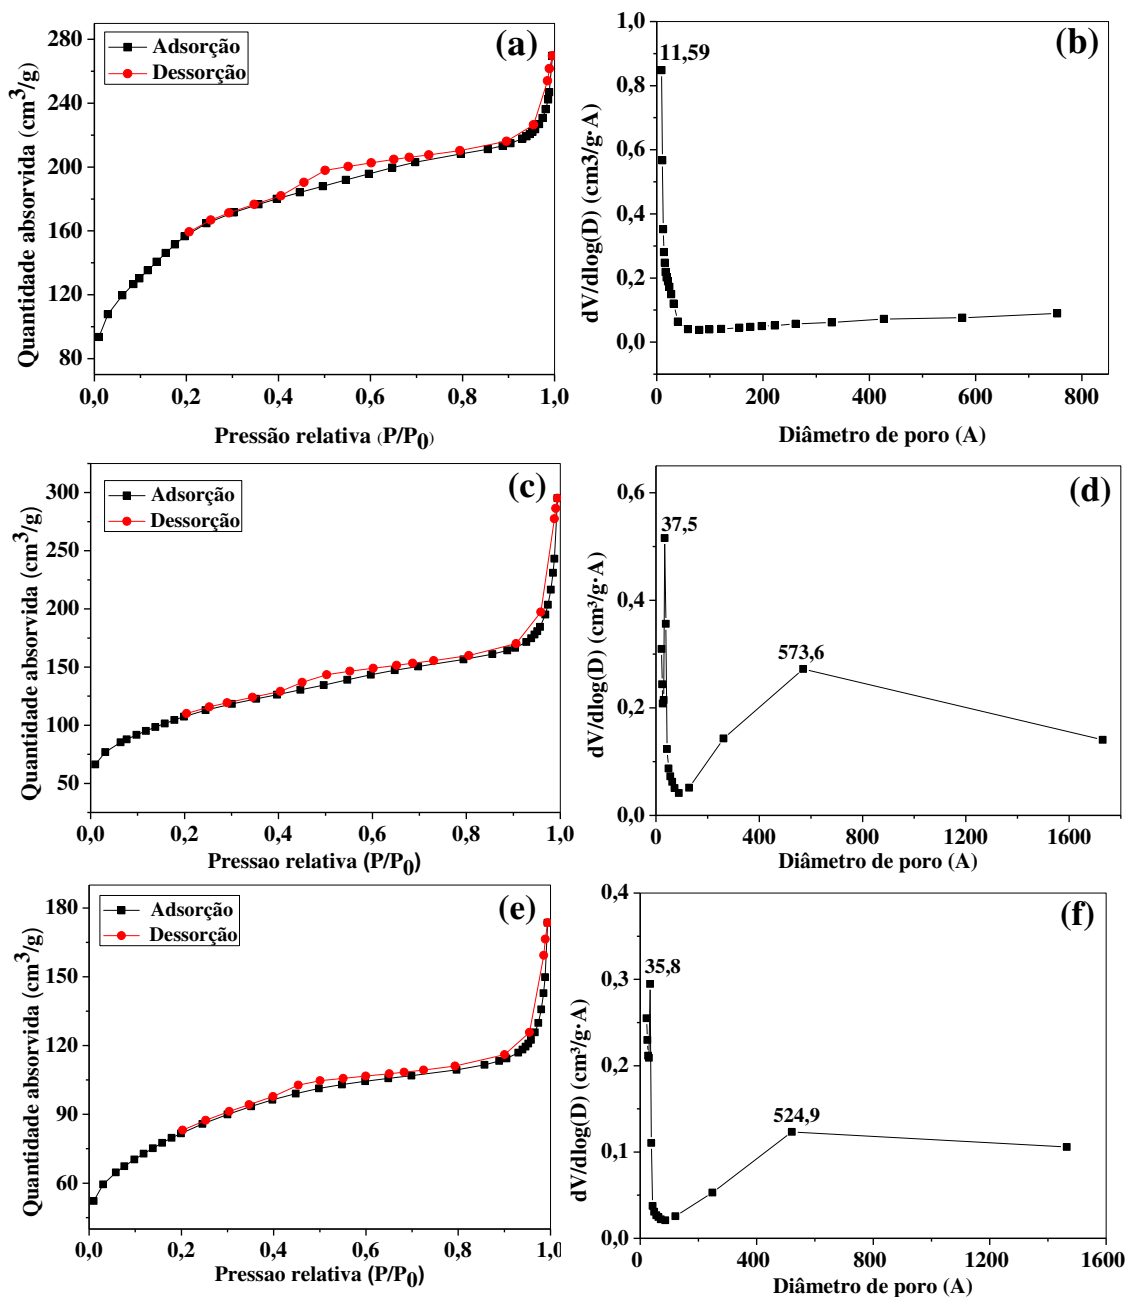 (a)
Adsorção
Dessorção
Quantidade absorvida (cm³/g)
280
240
200
160
120
80
0,0 0,2 0,4 0,6 0,8 1,0
Pressão relativa (P/P₀)
(b)
11,59
dV/dlog(D) (cm3/g·A)
1,0
0,8
0,6
0,4
0,2
0,0
0 200 400 600 800
Diâmetro de poro (A)
(c)
Adsorção
Dessorção
Quantidade absorvida (cm³/g)
300
250
200
150
100
50
0,0 0,2 0,4 0,6 0,8 1,0
Pressao relativa (P/P₀)
(d)
37,5
573,6
dV/dlog(D) (cm³/g·A)
0,6
0,4
0,2
0,0
0 400 800 1200 1600
Diâmetro de poro (A)
(e)
Adsorção
Dessorção
Quantidade absorvida (cm³/g)
180
150
120
90
60
0,0 0,2 0,4 0,6 0,8 1,0
Pressao relativa (P/P₀)
(f)
35,8
524,9
dV/dlog(D) (cm³/g·A)
0,4
0,3
0,2
0,1
0,0
0 400 800 1200 1600
Diâmetro de poro (A)